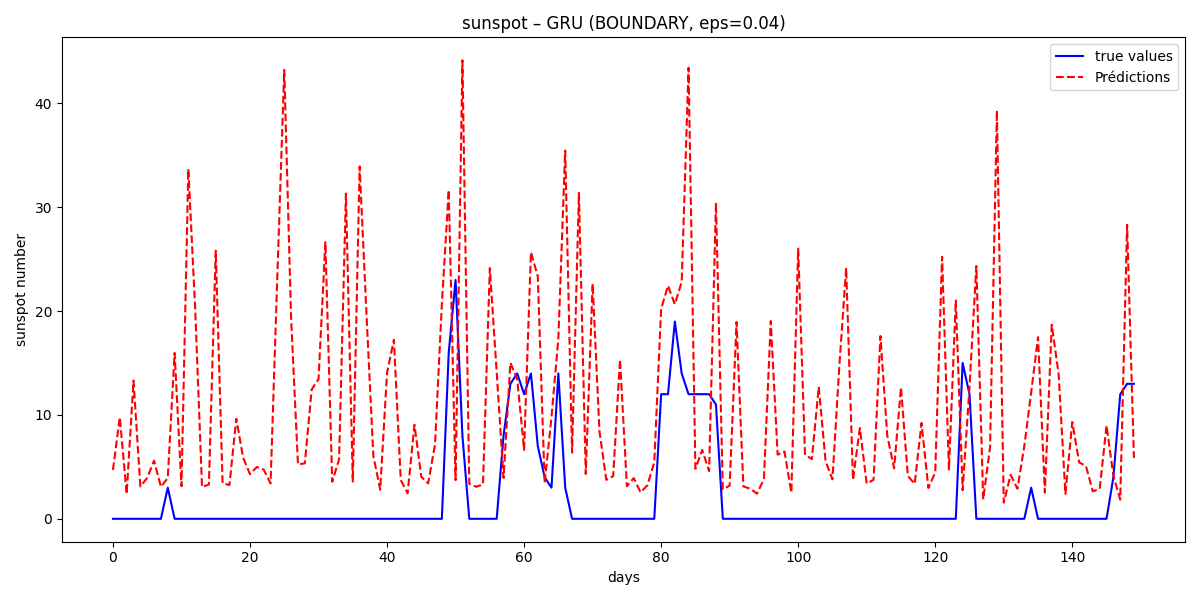 sunspot – GRU (BOUNDARY, eps=0.04)
true values
Prédictions
sunspot number
40
30
20
10
0
0 20 40 60 80 100 120 140
days